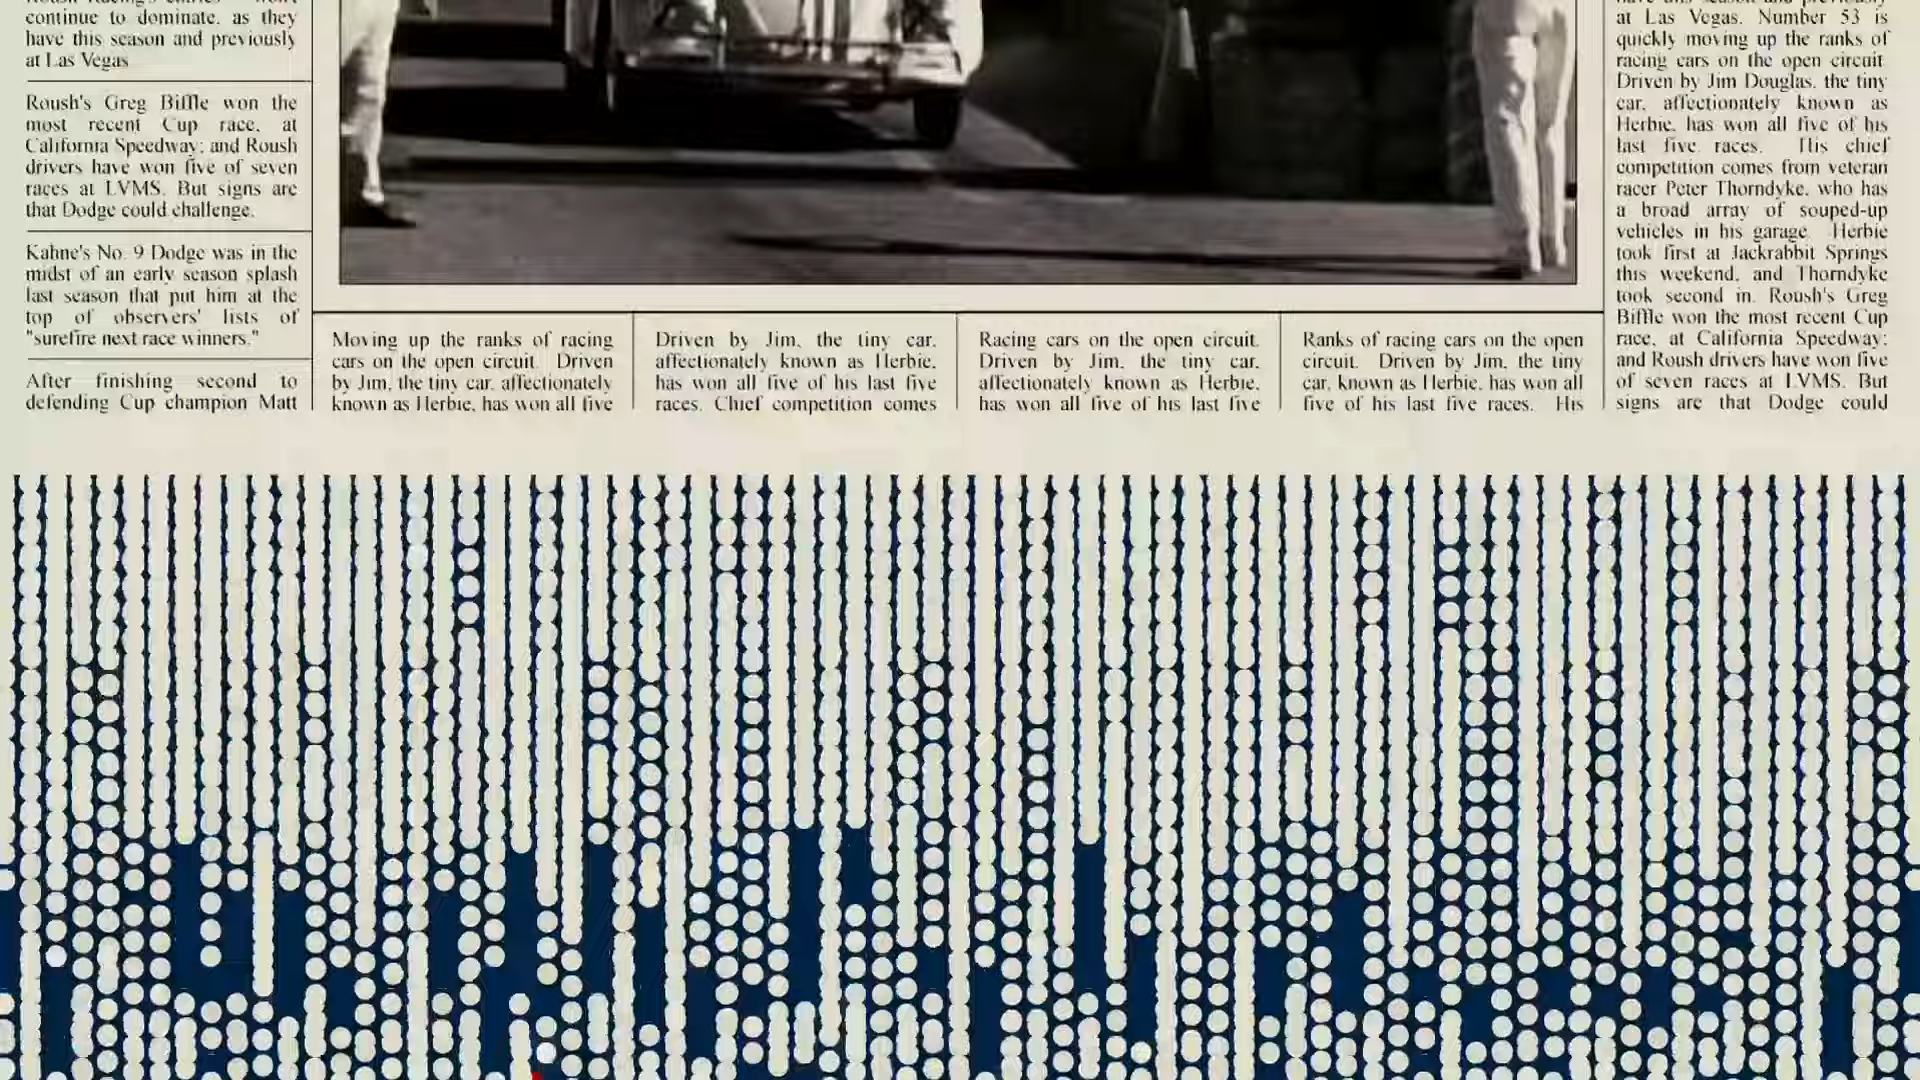 continue to dominate, as they
have this season and previously
at Las Vegas
Roush's Greg Biffle won the
most recent Cup race, at
California Speedway; and Roush
drivers have won five of seven
races at LVMS. But signs are
that Dodge could challenge.
Kahne's No. 9 Dodge was in the
midst of an early season splash
last season that put him at the
top of observers' lists of
"surefire next race winners."
After finishing second to
defending Cup champion Matt
Moving up the ranks of racing
cars on the open circuit. Driven
by Jim, the tiny car, affectionately
known as Herbie, has won all five
Driven by Jim, the tiny car,
affectionately known as Herbie,
has won all five of his last five
races. Chief competition comes
Racing cars on the open circuit.
Driven by Jim, the tiny car,
affectionately known as Herbie,
has won all five of his last five
Ranks of racing cars on the open
circuit. Driven by Jim, the tiny
car, known as Herbie, has won all
five of his last five races. His
at Las Vegas. Number 53 is
quickly moving up the ranks of
racing cars on the open circuit.
Driven by Jim Douglas, the tiny
car, affectionately known as
Herbie, has won all five of his
last five races. His chief
competition comes from veteran
racer Peter Thorndyke, who has
a broad array of souped-up
vehicles in his garage. Herbie
took first at Jackrabbit Springs
this weekend, and Thorndyke
took second in. Roush's Greg
Biffle won the most recent Cup
race, at California Speedway;
and Roush drivers have won five
of seven races at LVMS. But
signs are that Dodge could